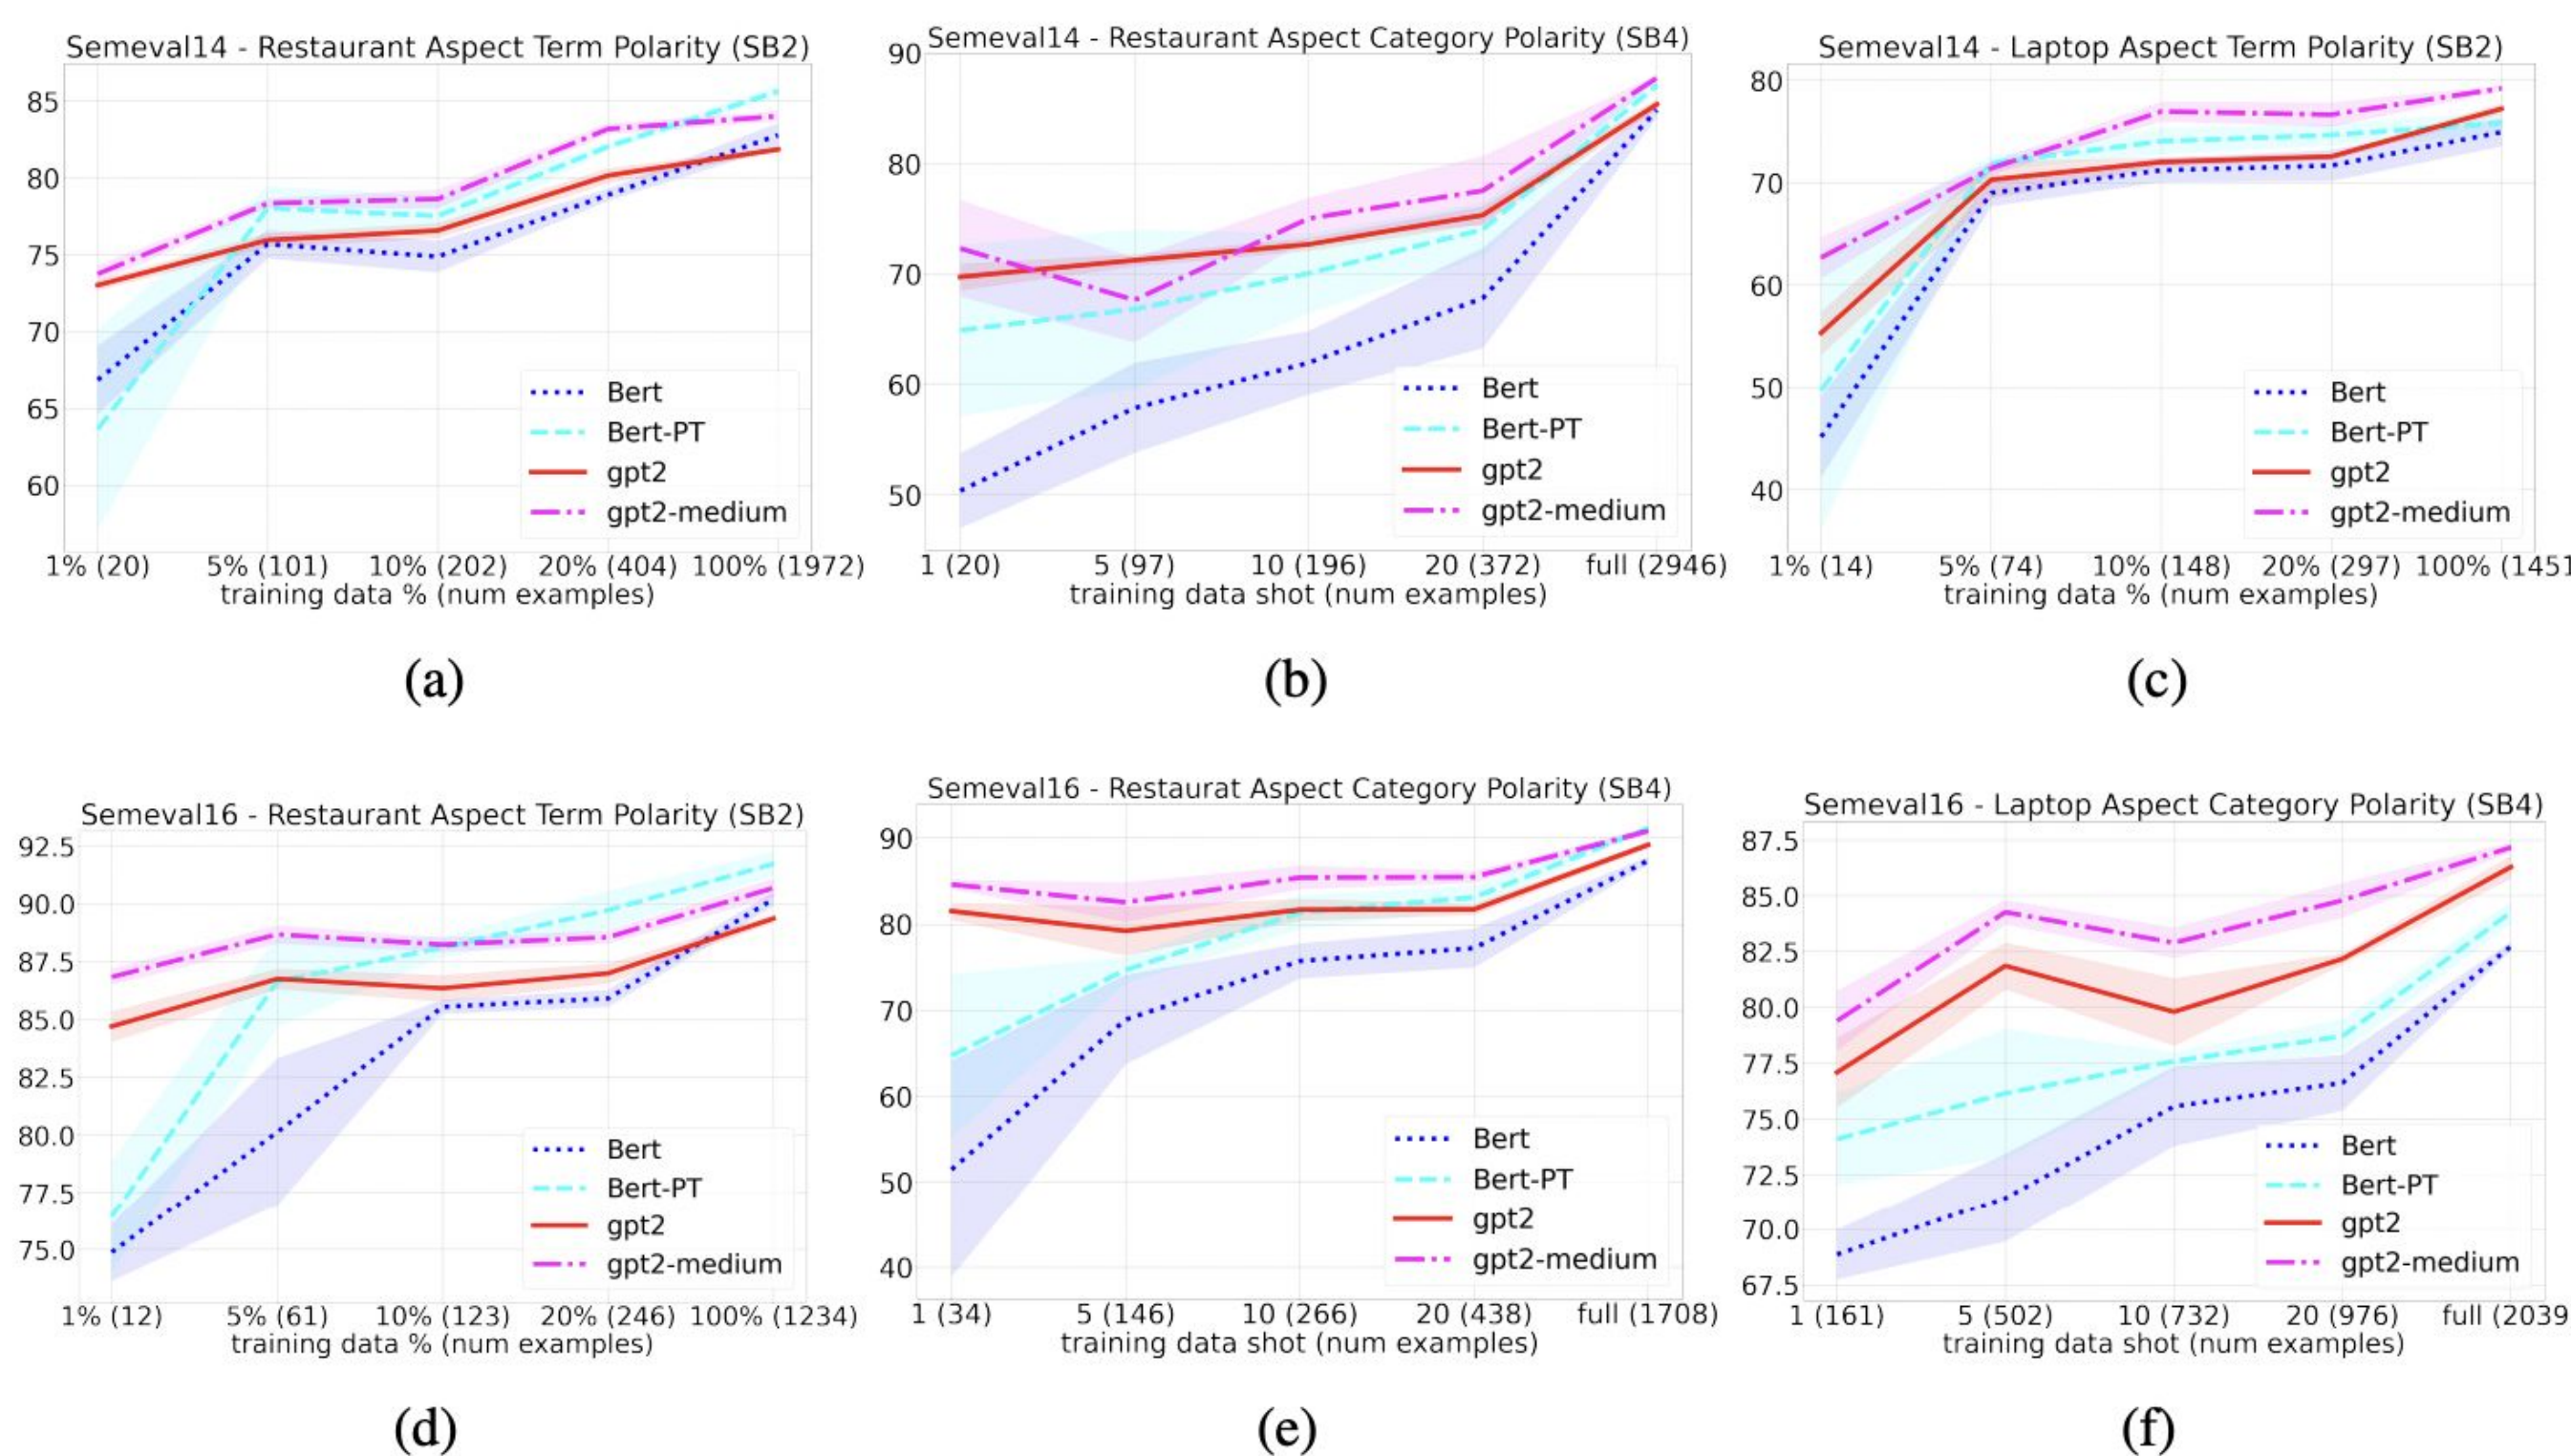 Semeval14 - Restaurant Aspect Term Polarity (SB2)
85
80
75
70
65
60
Bert
Bert-PT
gpt2
gpt2-medium
1% (20) 5% (101) 10% (202) 20% (404) 100% (1972)
training data % (num examples)
(a)
Semeval14 - Restaurant Aspect Category Polarity (SB4)
90
80
70
60
50
Bert
Bert-PT
gpt2
gpt2-medium
1 (20) 5 (97) 10 (196) 20 (372) full (2946)
training data shot (num examples)
(b)
Semeval14 - Laptop Aspect Term Polarity (SB2)
80
70
60
50
40
Bert
Bert-PT
gpt2
gpt2-medium
1% (14) 5% (74) 10% (148) 20% (297) 100% (1451
training data % (num examples)
(c)
Semeval16 - Restaurant Aspect Term Polarity (SB2)
92.5
90.0
87.5
85.0
82.5
80.0
77.5
75.0
Bert
Bert-PT
gpt2
gpt2-medium
1% (12) 5% (61) 10% (123) 20% (246) 100% (1234)
training data % (num examples)
(d)
Semeval16 - Restaurat Aspect Category Polarity (SB4)
90
80
70
60
50
40
Bert
Bert-PT
gpt2
gpt2-medium
1 (34) 5 (146) 10 (266) 20 (438) full (1708)
training data shot (num examples)
(e)
Semeval16 - Laptop Aspect Category Polarity (SB4)
87.5
85.0
82.5
80.0
77.5
75.0
72.5
70.0
67.5
Bert
Bert-PT
gpt2
gpt2-medium
1 (161) 5 (502) 10 (732) 20 (976) full (2039
training data shot (num examples)
(f)